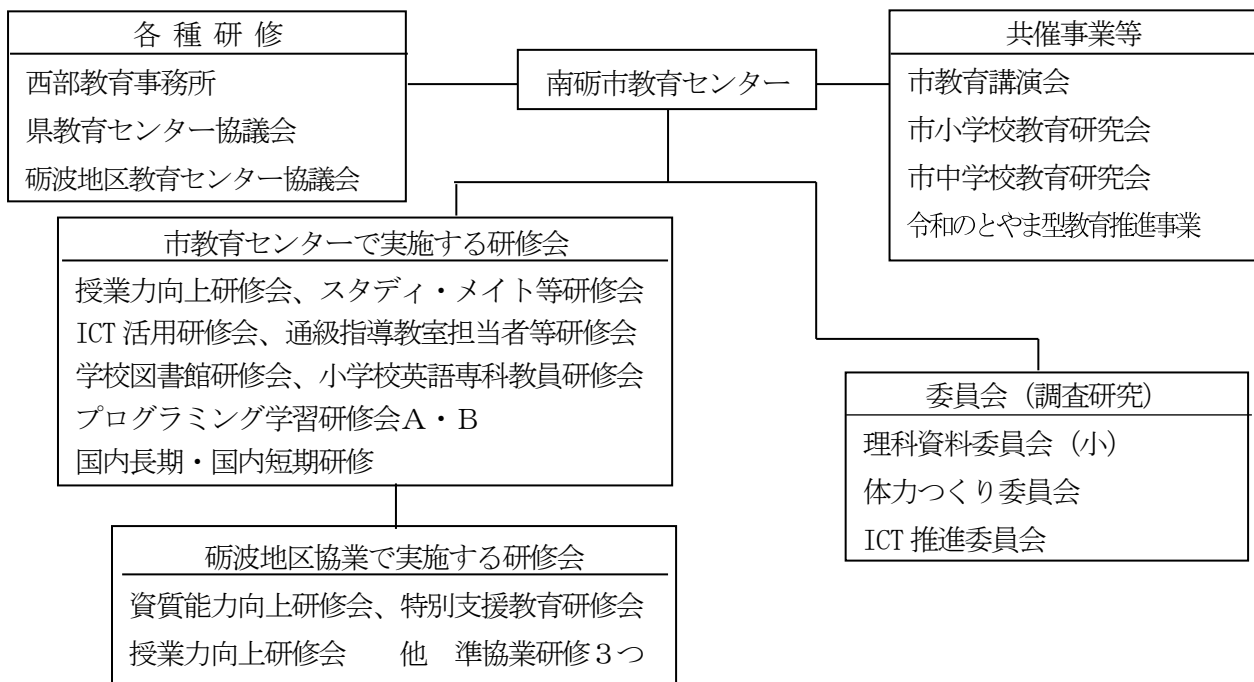 各 種 研 修
西部教育事務所
県教育センター協議会
砺波地区教育センター協議会
南砺市教育センター
共催事業等
市教育講演会
市小学校教育研究会
市中学校教育研究会
令和のとやま型教育推進事業
市教育センターで実施する研修会
授業力向上研修会、スタディ・メイト等研修会
ICT 活用研修会、通級指導教室担当者等研修会
学校図書館研修会、小学校英語専科教員研修会
プログラミング学習研修会Ａ・Ｂ
国内長期・国内短期研修
委員会（調査研究）
理科資料委員会（小）
体力つくり委員会
ICT 推進委員会
砺波地区協業で実施する研修会
資質能力向上研修会、特別支援教育研修会
授業力向上研修会　　他　準協業研修３つ